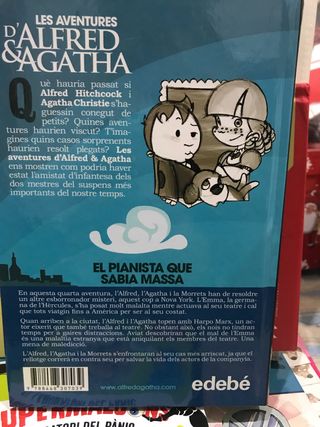 LES AVENTURES
D'ALFRED
&AGATHA
Què hauria passat si
Alfred Hitchcock i
Agatha Christie s'ha-
guessin conegut de
petits? Quines aven-
tures haurien viscut? T'ima-
gines quins casos sorprenents
haurien resolt plegats? Les
aventures d'Alfred & Agatha
ens mostren com podria haver
estat l'amistat d'infantesa dels
dos mestres del suspens més
importants del nostre temps.
EL PIANISTA QUE
SABIA MASSA
En aquesta quarta aventura, l'Alfred, l'Agatha i la Morrets han de resoldre
un altre esborronador misteri, aquest cop a Nova York. L'Emma, la germa-
na de l'Hércules, s'ha posat molt malalta mentre actuava al seu teatre i cal
que tots viatgin fins a Amèrica per fer al seu costat.
Quan arriben a la ciutat, l'Alfred i l'Agatha topen amb Harpo Marx, un ac-
tor eixerit que també treballa al teatre. No obstant això, els nois no tindran
temps per a gaires distraccions. Aviat descobriran que el mal de l'Emma
és una malaltia estranya que està aniquilant els membres del teatre. Una
mena de maledicció.
L'Alfred, l'Agatha i la Morrets s'enfrontaran al seu cas més arriscat, ja que el
rellotge correrà en contra seu per salvar la vida dels actors de la companyia.
www.alfredagatha.com
edebé